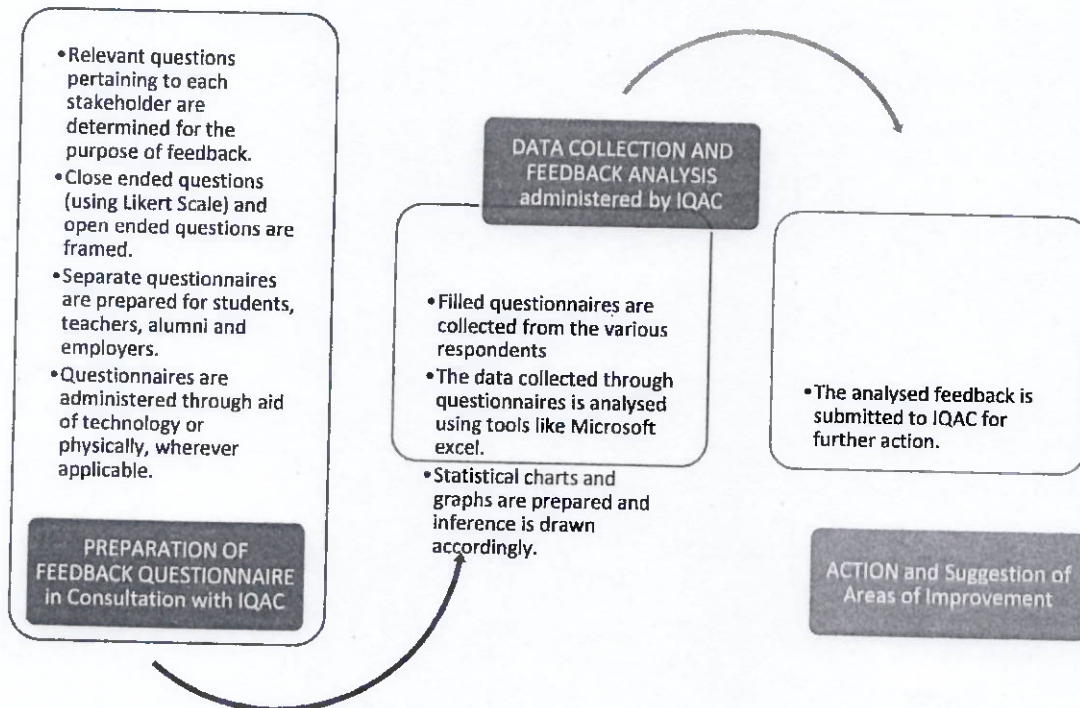 •Relevant questions
pertaining to each
stakeholder are
determined for the
purpose of feedback.
•Close ended questions
(using Likert Scale) and
open ended questions are
framed.
•Separate questionnaires
are prepared for students,
teachers, alumni and
employers.
•Questionnaires are
administered through aid
of technology or
physically, wherever
applicable.
PREPARATION OF
FEEDBACK QUESTIONNAIRE
in Consultation with IQAC
DATA COLLECTION AND
FEEDBACK ANALYSIS
administered by IQAC
•Filled questionnaires are
collected from the various
respondents
•The data collected through
questionnaires is analysed
using tools like Microsoft
excel.
•Statistical charts and
graphs are prepared and
inference is drawn
accordingly.
•The analysed feedback is
submitted to IQAC for
further action.
ACTION and Suggestion of
Areas of Improvement